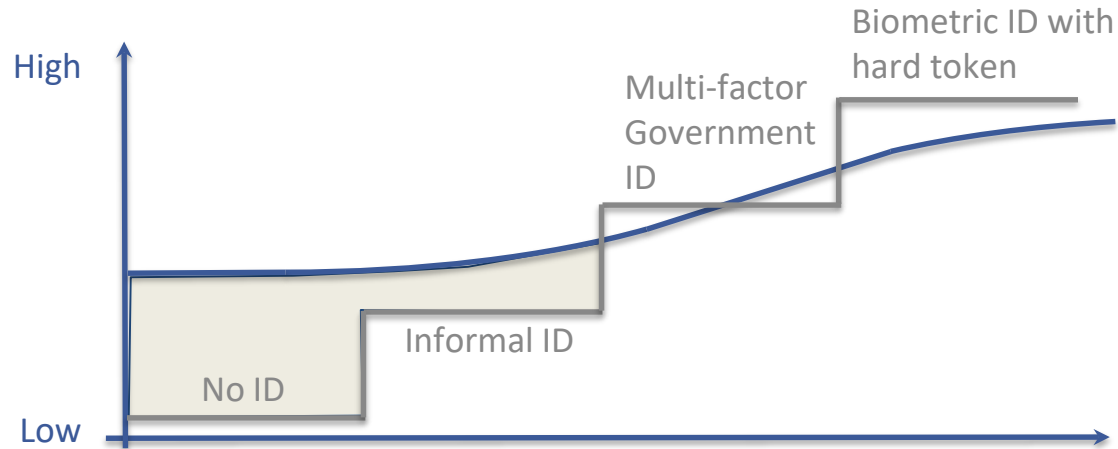 Biometric ID with
hard token
High
Multi-factor
Government
ID
Informal ID
No ID
Low